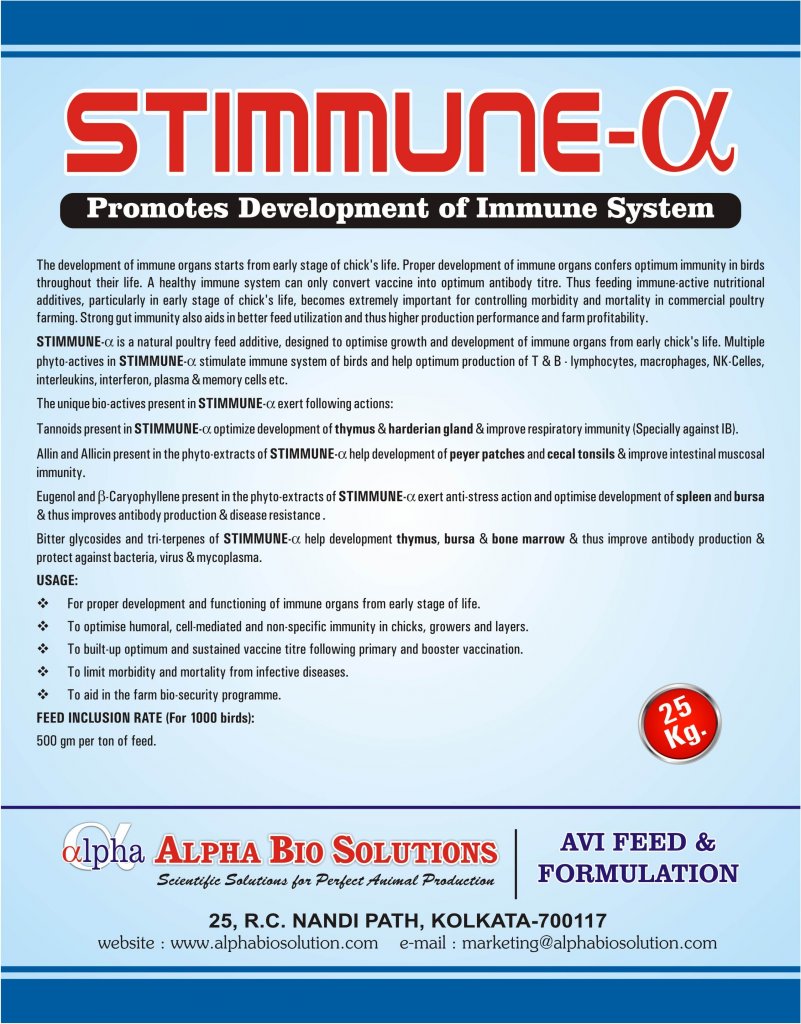 STIMMUNE-α
Promotes Development of Immune System
The development of immune organs starts from early stage of chick's life. Proper development of immune organs confers optimum immunity in birds
throughout their life. A healthy immune system can only convert vaccine into optimum antibody titre. Thus feeding immune-active nutritional
additives, particularly in early stage of chick's life, becomes extremely important for controlling morbidity and mortality in commercial poultry
farming. Strong gut immunity also aids in better feed utilization and thus higher production performance and farm profitability.
STIMMUNE-α is a natural poultry feed additive, designed to optimise growth and development of immune organs from early chick's life. Multiple
phyto-actives in STIMMUNE-α stimulate immune system of birds and help optimum production of T & B - lymphocytes, macrophages, NK-Celles,
interleukins, interferon, plasma & memory cells etc.
The unique bio-actives present in STIMMUNE-α exert following actions:
Tannoids present in STIMMUNE-α optimize development of thymus & harderian gland & improve respiratory immunity (Specially against IB).
Allin and Allicin present in the phyto-extracts of STIMMUNE-α help development of peyer patches and cecal tonsils & improve intestinal muscosal
immunity.
Eugenol and β-Caryophyllene present in the phyto-extracts of STIMMUNE-α exert anti-stress action and optimise development of spleen and bursa
& thus improves antibody production & disease resistance .
Bitter glycosides and tri-terpenes of STIMMUNE-α help development thymus, bursa & bone marrow & thus improve antibody production &
protect against bacteria, virus & mycoplasma.
USAGE:
❖ For proper development and functioning of immune organs from early stage of life.
❖ To optimise humoral, cell-mediated and non-specific immunity in chicks, growers and layers.
❖ To built-up optimum and sustained vaccine titre following primary and booster vaccination.
❖ To limit morbidity and mortality from infective diseases.
❖ To aid in the farm bio-security programme.
FEED INCLUSION RATE (For 1000 birds):
500 gm per ton of feed.
25
Kg.
αlpha ALPHA BIO SOLUTIONS
Scientific Solutions for Perfect Animal Production
AVI FEED &
FORMULATION
25, R.C. NANDI PATH, KOLKATA-700117
website : www.alphabiosolution.com e-mail : marketing@alphabiosolution.com